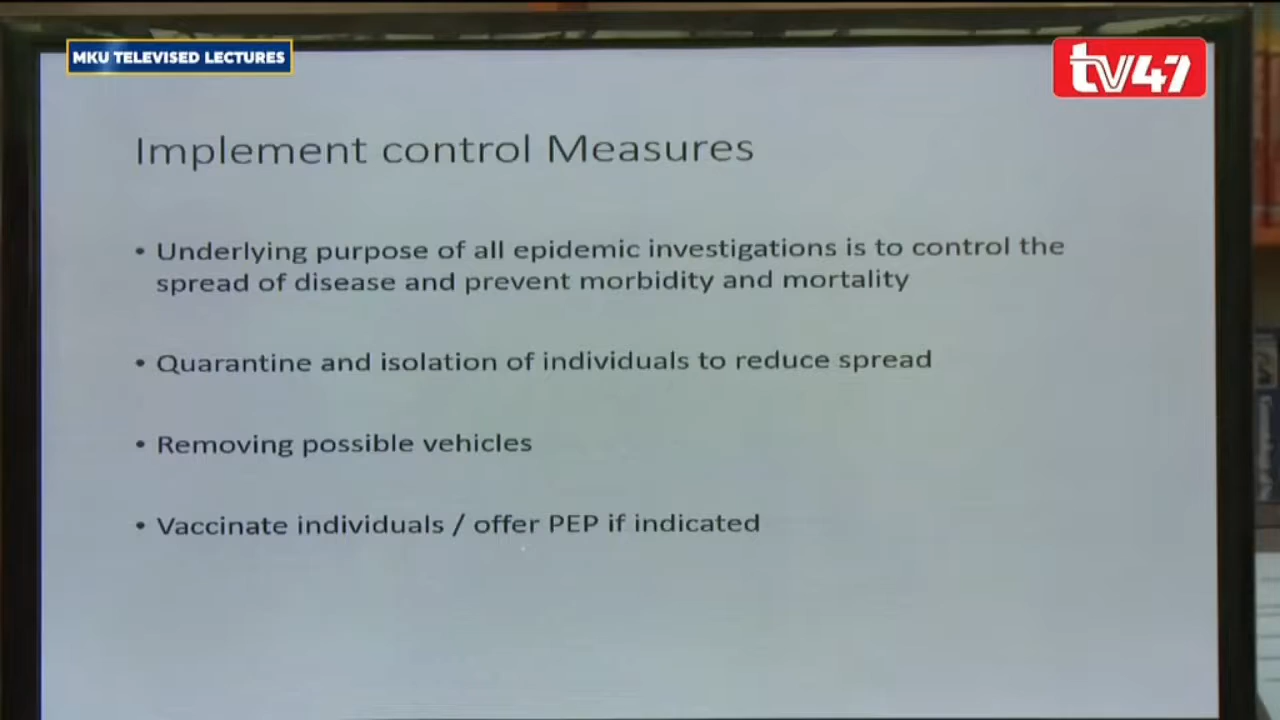 MKU TELEVISED LECTURES
tv47
Implement control Measures
• Underlying purpose of all epidemic investigations is to control the
spread of disease and prevent morbidity and mortality
• Quarantine and isolation of individuals to reduce spread
• Removing possible vehicles
• Vaccinate individuals / offer PEP if indicated